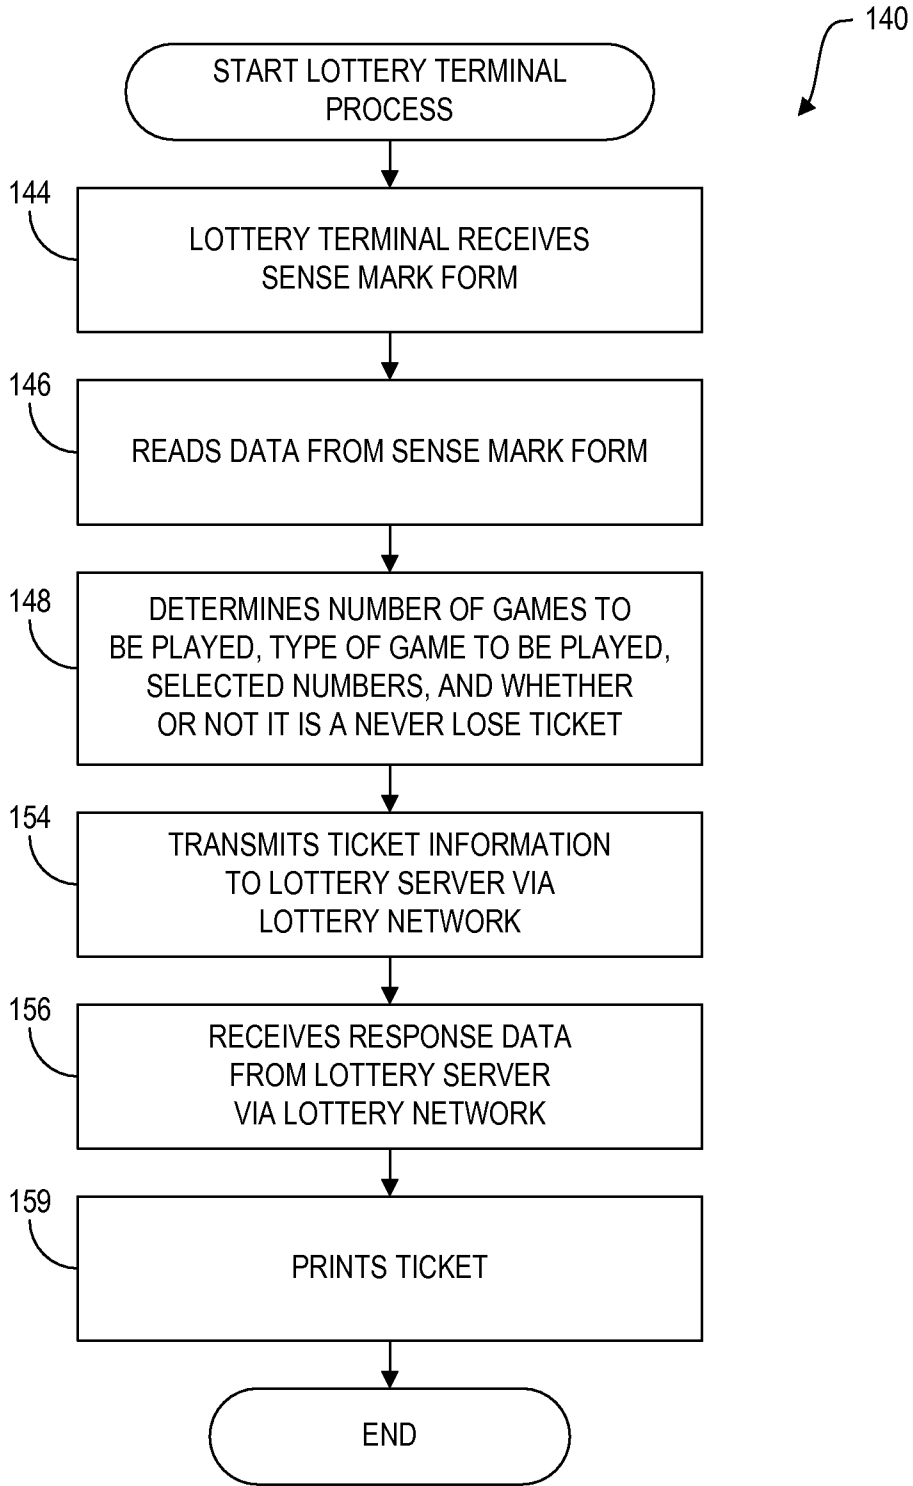 140
START LOTTERY TERMINAL
PROCESS
144
LOTTERY TERMINAL RECEIVES
SENSE MARK FORM
146
READS DATA FROM SENSE MARK FORM
148
DETERMINES NUMBER OF GAMES TO
BE PLAYED, TYPE OF GAME TO BE PLAYED,
SELECTED NUMBERS, AND WHETHER
OR NOT IT IS A NEVER LOSE TICKET
154
TRANSMITS TICKET INFORMATION
TO LOTTERY SERVER VIA
LOTTERY NETWORK
156
RECEIVES RESPONSE DATA
FROM LOTTERY SERVER
VIA LOTTERY NETWORK
159
PRINTS TICKET
END